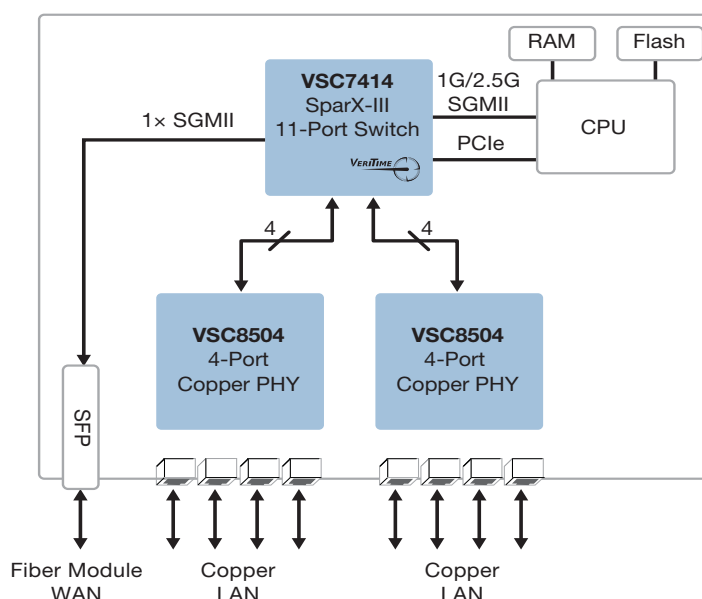 RAM
Flash
VSC7414
SparX-III
11-Port Switch
VERITIME
1G/2.5G
SGMII
PCIe
CPU
1× SGMII
4
4
VSC8504
4-Port
Copper PHY
VSC8504
4-Port
Copper PHY
SFP
Fiber Module
WAN
Copper
LAN
Copper
LAN